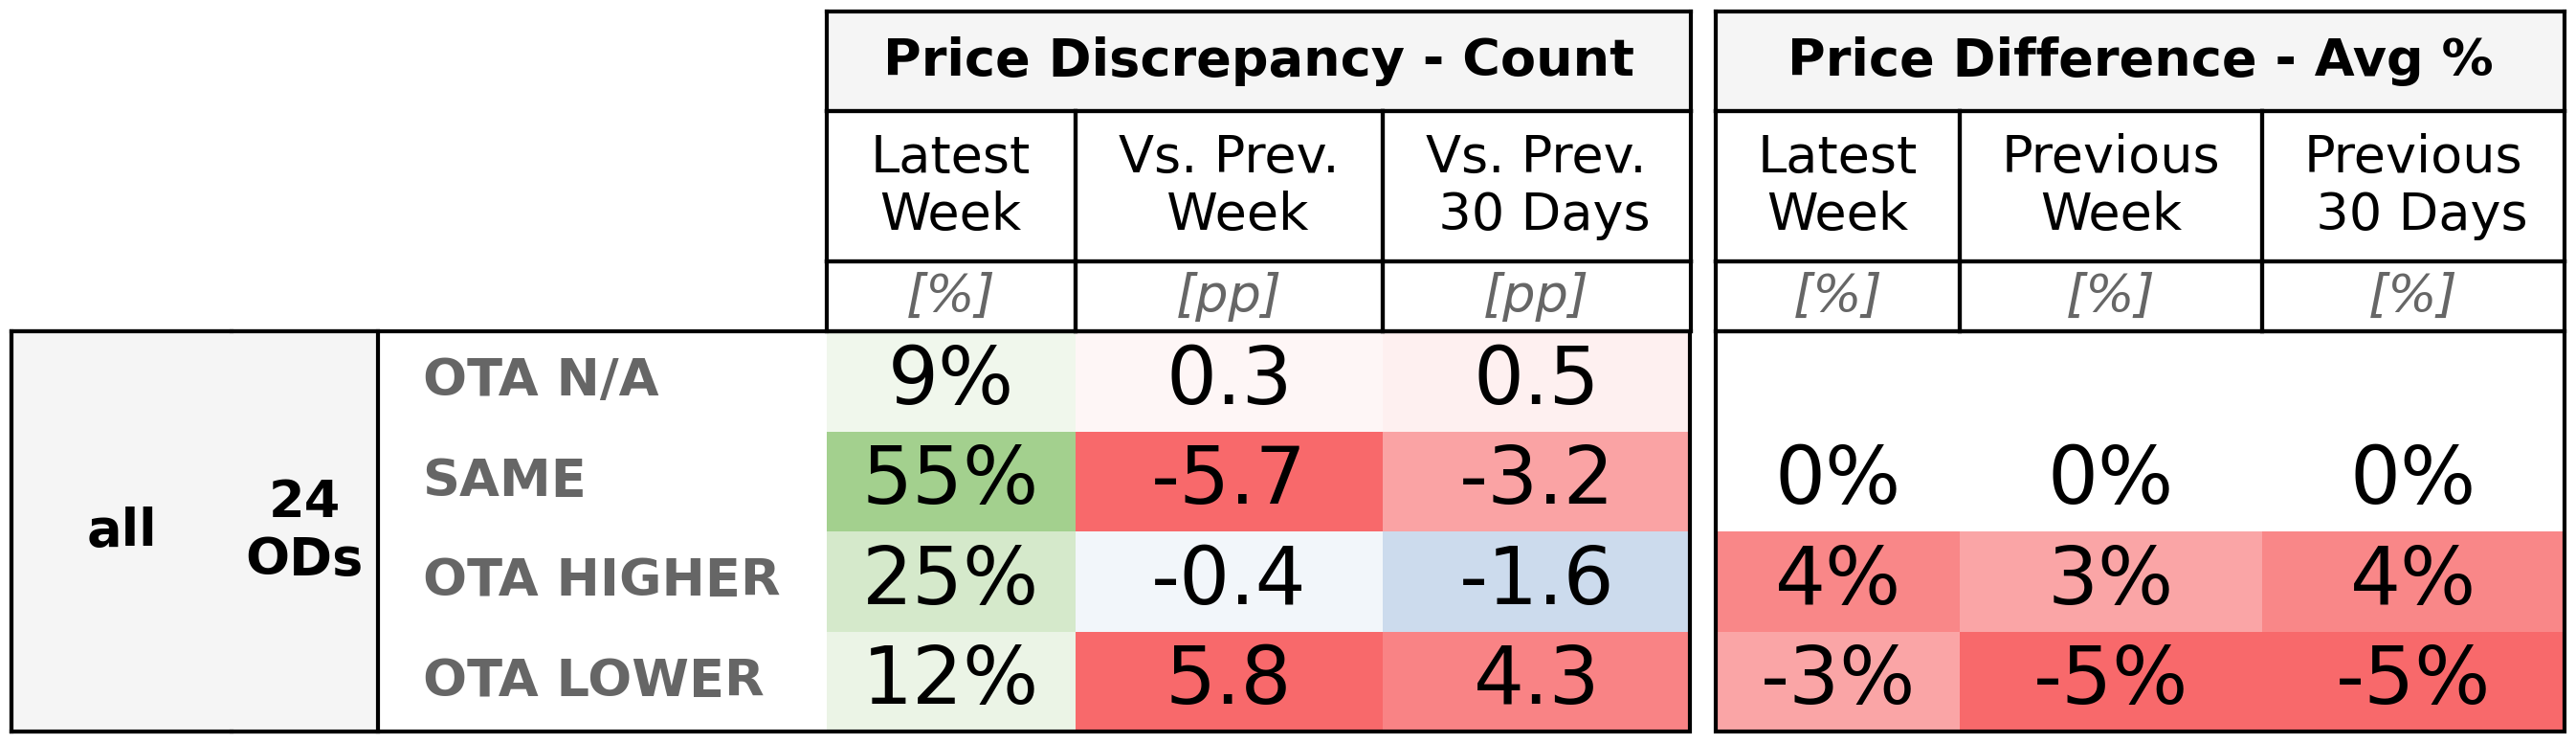 Price Discrepancy - Count Price Difference - Avg %
Latest Week Vs. Prev. Week Vs. Prev. 30 Days Latest Week Previous Week Previous 30 Days
[%] [pp] [pp] [%] [%] [%]
all 24 ODs
OTA N/A 9% 0.3 0.5
SAME 55% -5.7 -3.2 0% 0% 0%
OTA HIGHER 25% -0.4 -1.6 4% 3% 4%
OTA LOWER 12% 5.8 4.3 -3% -5% -5%